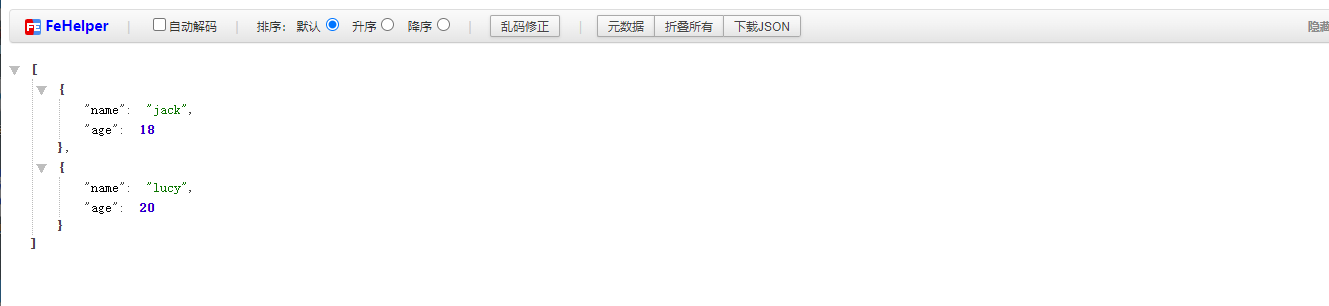 FeHelper | 自动解码 | 排序: 默认 升序 降序 | 乱码修正 | 元数据 折叠所有 下载JSON 隐藏
[
{
"name": "jack",
"age": 18
},
{
"name": "lucy",
"age": 20
}
]